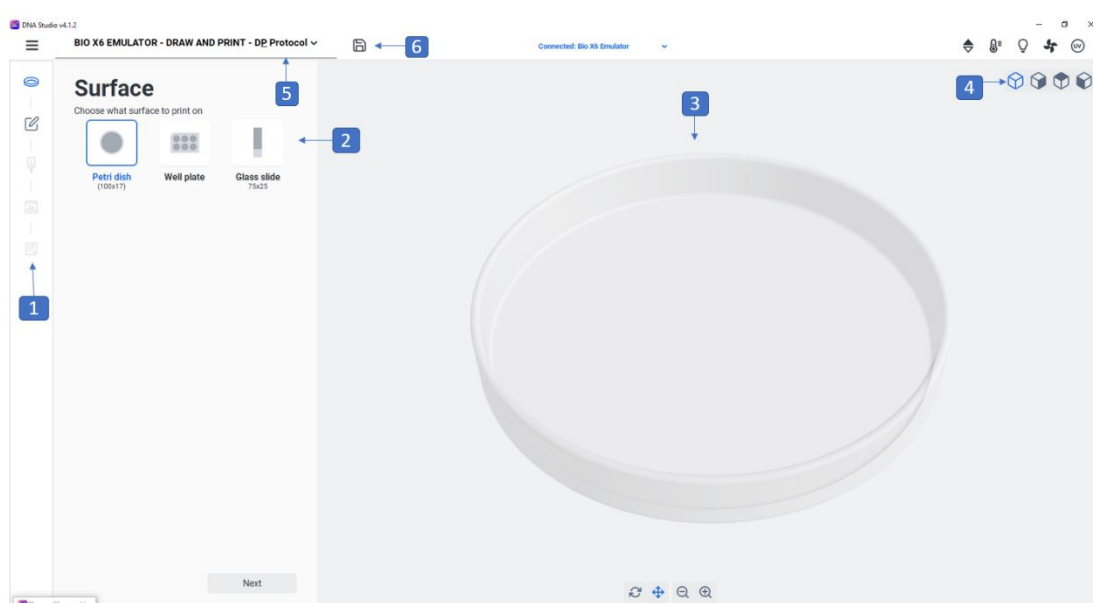 DNA Studio v4.1.2
BIO X6 EMULATOR - DRAW AND PRINT - DP Protocol
6
Connected: Bio X6 Emulator
UV
5
4
3
Surface
Choose what surface to print on
2
Petri dish
(100x17)
Well plate
Glass slide
75x25
1
Next